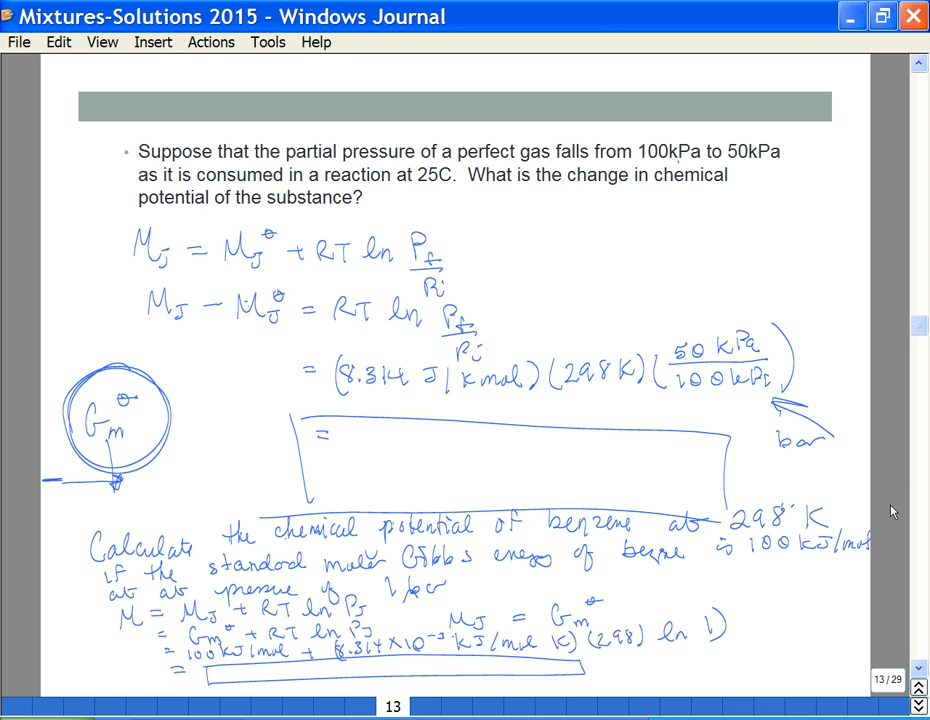 Mixtures-Solutions 2015 - Windows Journal
File Edit View Insert Actions Tools Help
• Suppose that the partial pressure of a perfect gas falls from 100kPa to 50kPa
as it is consumed in a reaction at 25C. What is the change in chemical
potential of the substance?
μJ = μJ⦵ + RT ln Pf/Pi
μJ − μJ⦵ = RT ln Pf/Pi
= (8.314 J/K mol)(298K)(50 kPa/100 kPa)
bar
Gm⦵
=
Calculate the chemical potential of benzene at 298 K
if the standard molar Gibbs energy of benzene is 100 kJ/mol
at at pressure of 1 bar
μ = μJ + RT ln PJ
μJ = Gm⦵
= Gm⦵ + RT ln PJ
= 100 kJ/mol + (8.314×10⁻³ kJ/mol K)(298) ln 1)
=
13 / 29
13